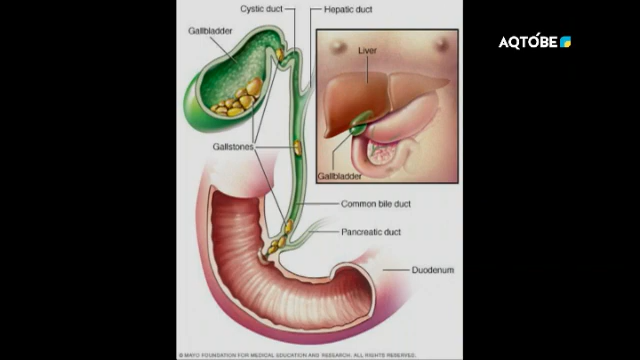 Cystic duct
Hepatic duct
Gallbladder
AQTÓBE
Liver
Gallstones
Gallbladder
Common bile duct
Pancreatic duct
Duodenum
© MAYO FOUNDATION FOR MEDICAL EDUCATION AND RESEARCH. ALL RIGHTS RESERVED.